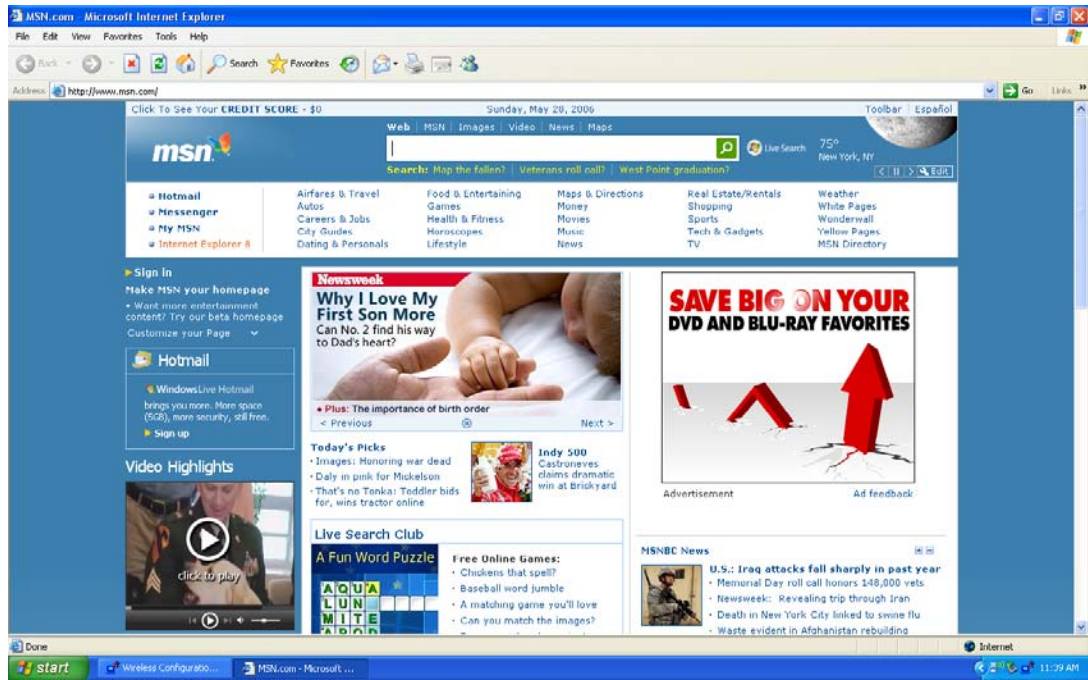 MSN.com - Microsoft Internet Explorer
File Edit View Favorites Tools Help
Back Search Favorites
Address http://www.msn.com/ Go Links
Click To See Your CREDIT SCORE - $0 Sunday, May 28, 2006 Toolbar Español
Web MSN Images Video News Maps
msn Live Search 75°
New York, NY
Search: Map the fallen? Veterans roll call? West Point graduation? Edit
Hotmail
Messenger
My MSN
Internet Explorer 8
Airfares & Travel
Autos
Careers & Jobs
City Guides
Dating & Personals
Food & Entertaining
Games
Health & Fitness
Horoscopes
Lifestyle
Maps & Directions
Money
Movies
Music
News
Real Estate/Rentals
Shopping
Sports
Tech & Gadgets
TV
Weather
White Pages
Wonderwall
Yellow Pages
MSN Directory
Sign in
Make MSN your homepage
• Want more entertainment
content? Try our beta homepage
Customize your Page
Hotmail
WindowsLive Hotmail
brings you more. More space
(5GB), more security, still free.
Sign up
Video Highlights
click to play
Newsweek
Why I Love My
First Son More
Can No. 2 find his way
to Dad's heart?
• Plus: The importance of birth order
< Previous Next >
Today's Picks
· Images: Honoring war dead
· Daly in pink for Mickelson
· That's no Tonka: Toddler bids
for, wins tractor online
Indy 500
Castroneves
claims dramatic
win at Brickyard
Live Search Club
A Fun Word Puzzle
AQUA
LUN
MITE
Free Online Games:
· Chickens that
spell?
· Baseball word
jumble
· A matching game you'll love
· Can you match the images?
SAVE BIG ON YOUR
DVD AND BLU-RAY FAVORITES
Advertisement Ad feedback
MSNBC News
U.S.: Iraq attacks fall sharply in past year
· Memorial Day roll call honors 148,000 vets
· Newsweek: Revealing trip through Iran
· Death in New York City linked to swine flu
· Waste evident in Afghanistan rebuilding
Done Internet
start Wireless Configuratio... MSN.com - Microsoft ... 11:39 AM